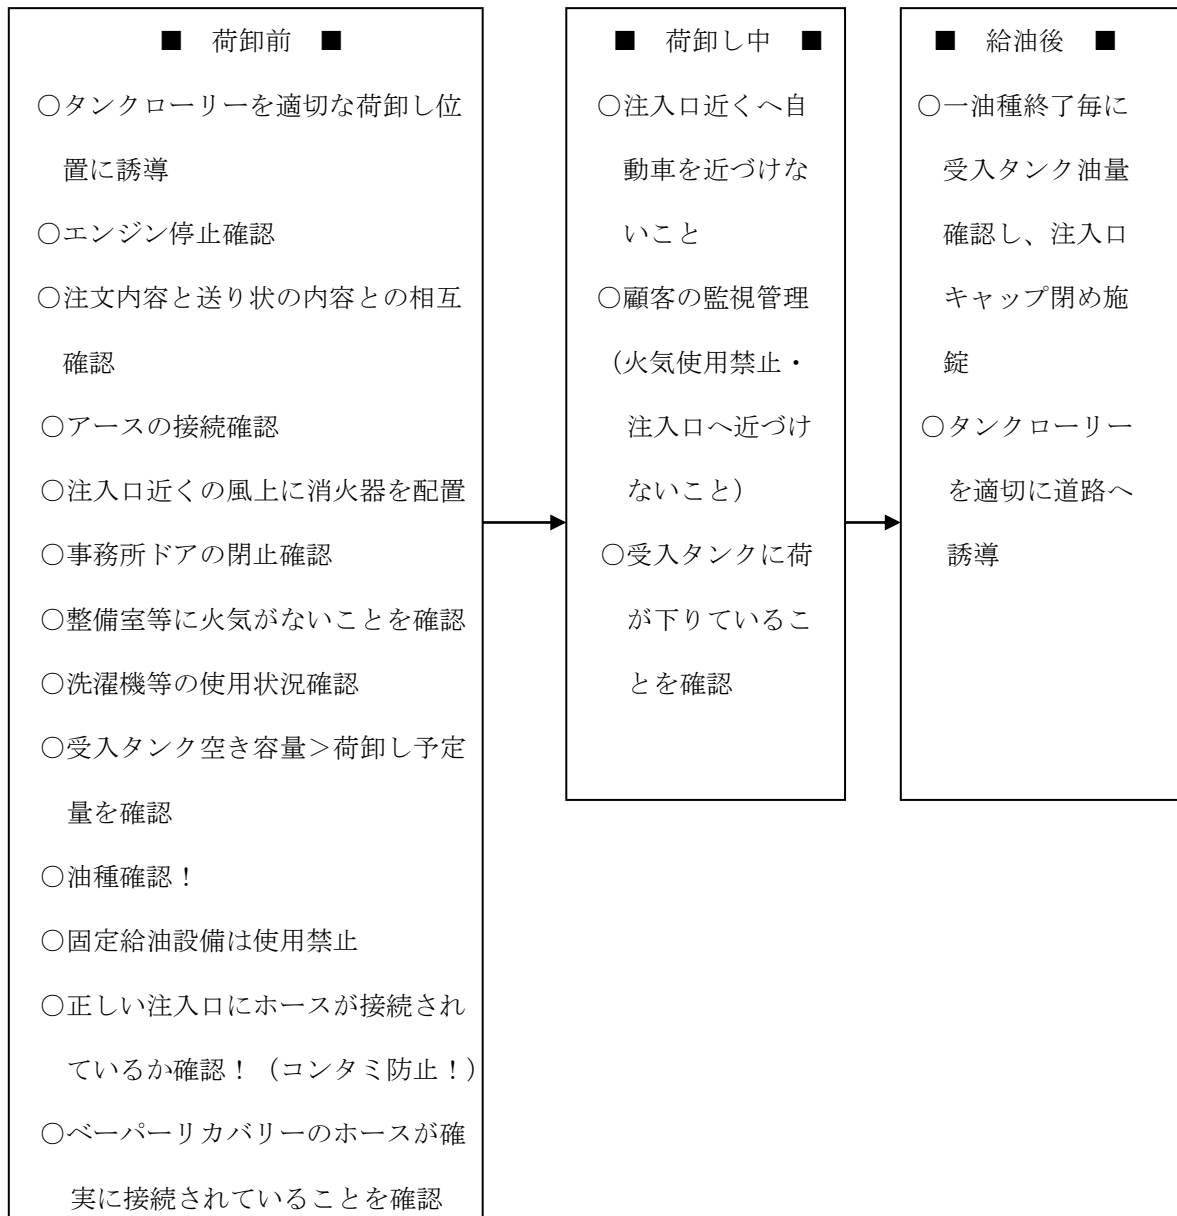 ■ 荷卸前 ■
○タンクローリーを適切な荷卸し位
置に誘導
○エンジン停止確認
○注文内容と送り状の内容との相互
確認
○アースの接続確認
○注入口近くの風上に消火器を配置
○事務所ドアの閉止確認
○整備室等に火気がないことを確認
○洗濯機等の使用状況確認
○受入タンク空き容量＞荷卸し予定
量を確認
○油種確認！
○固定給油設備は使用禁止
○正しい注入口にホースが接続され
ているか確認！（コンタミ防止！）
○ベーパーリカバリーのホースが確
実に接続されていることを確認
■ 荷卸し中 ■
○注入口近くへ自
動車を近づけな
いこと
○顧客の監視管理
（火気使用禁止・
注入口へ近づけ
ないこと）
○受入タンクに荷
が下りているこ
とを確認
■ 給油後 ■
○一油種終了毎に
受入タンク油量
確認し、注入口
キャップ閉め施
錠
○タンクローリー
を適切に道路へ
誘導